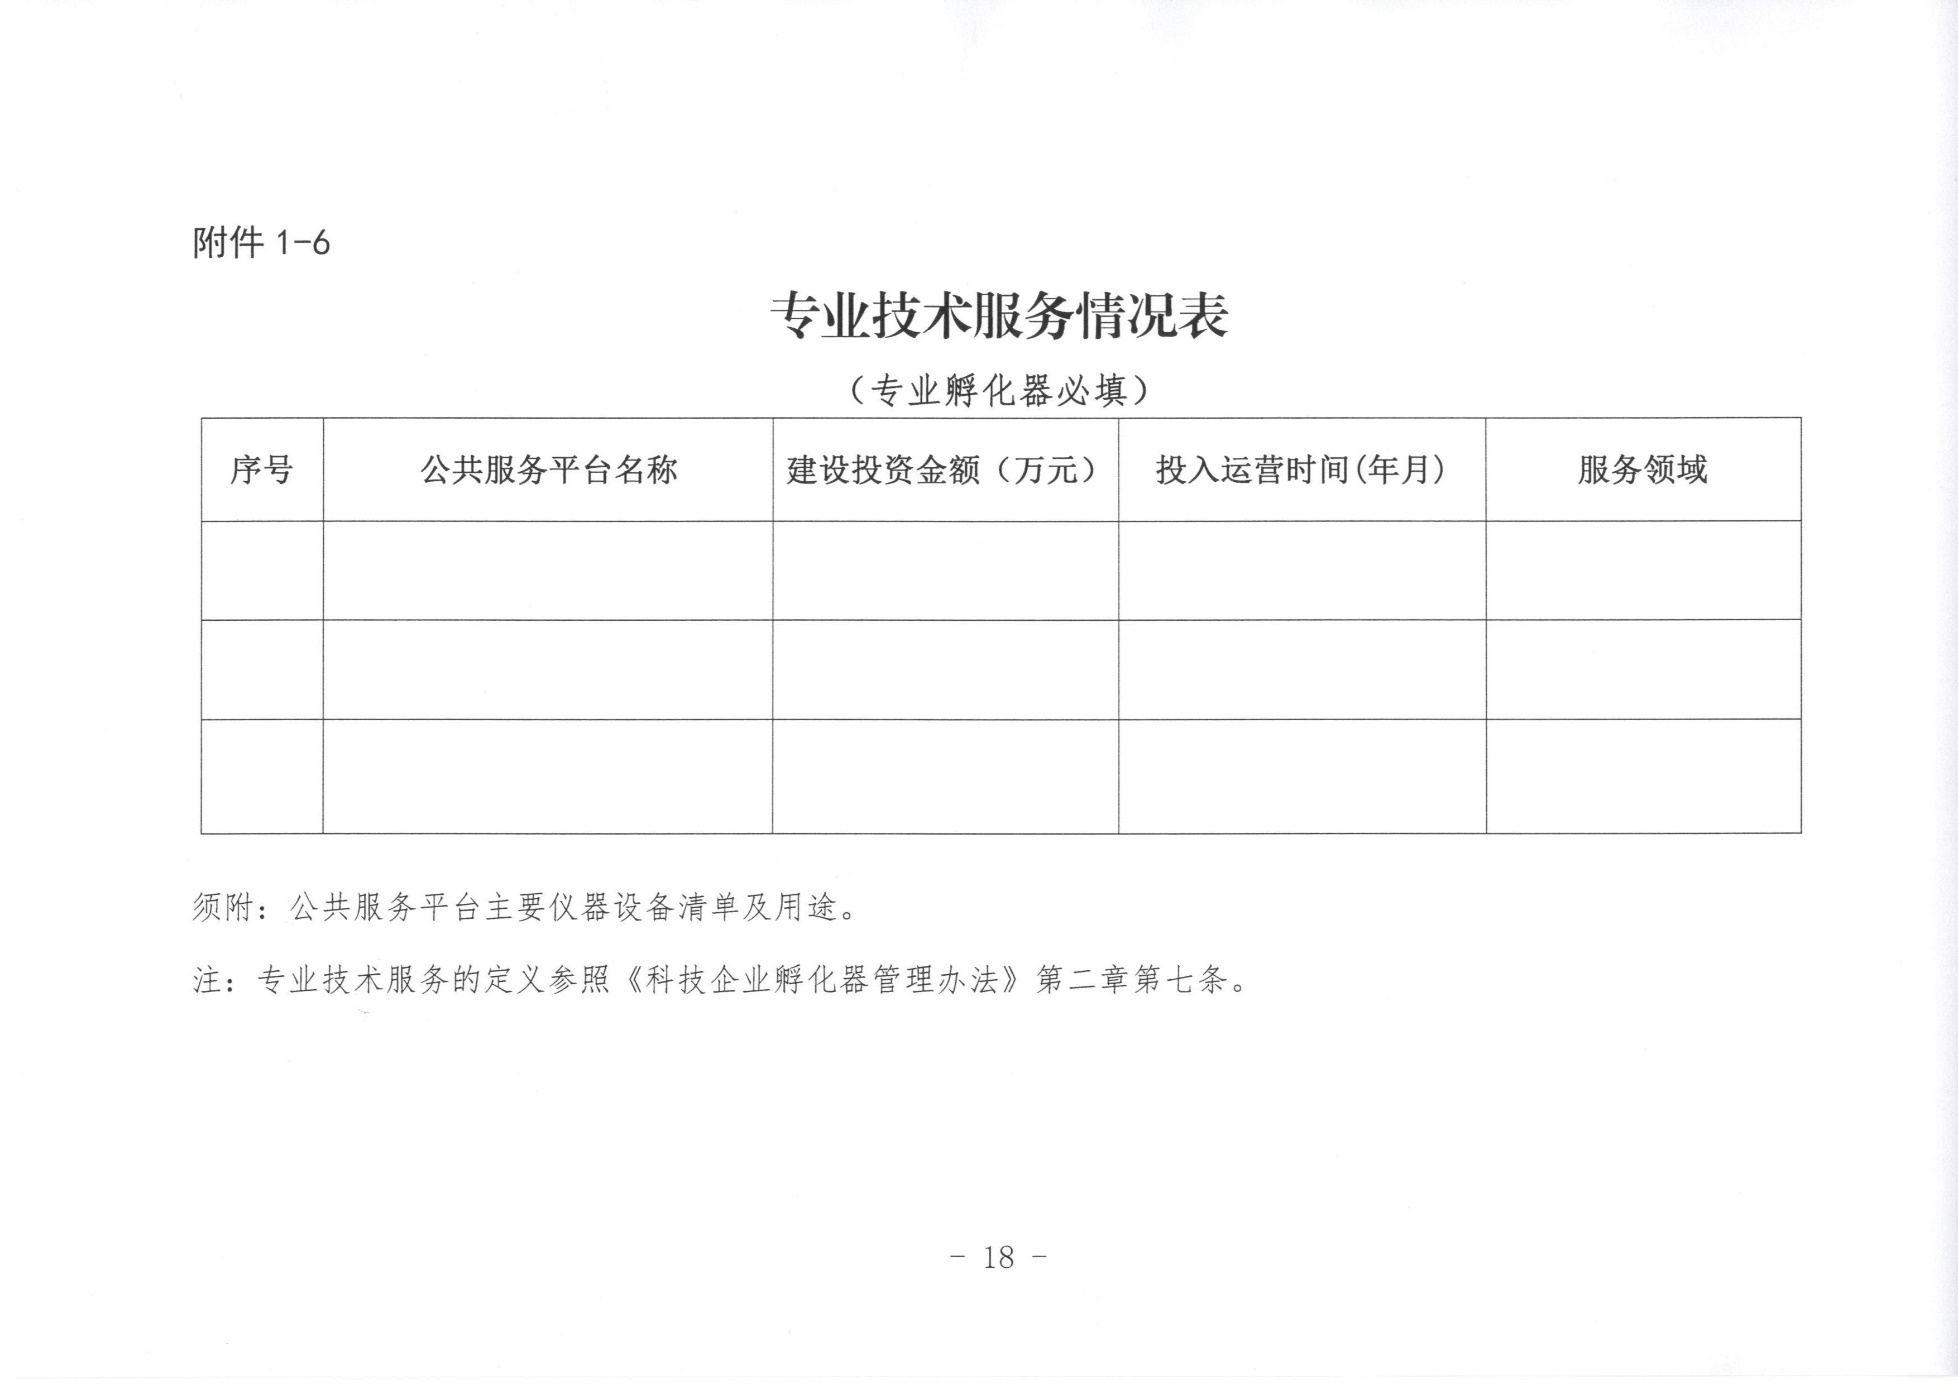 附件 1-6
专业技术服务情况表
（专业孵化器必填）
序号 公共服务平台名称 建设投资金额（万元） 投入运营时间(年月) 服务领域
须附：公共服务平台主要仪器设备清单及用途。
注：专业技术服务的定义参照《科技企业孵化器管理办法》第二章第七条。
- 18 -